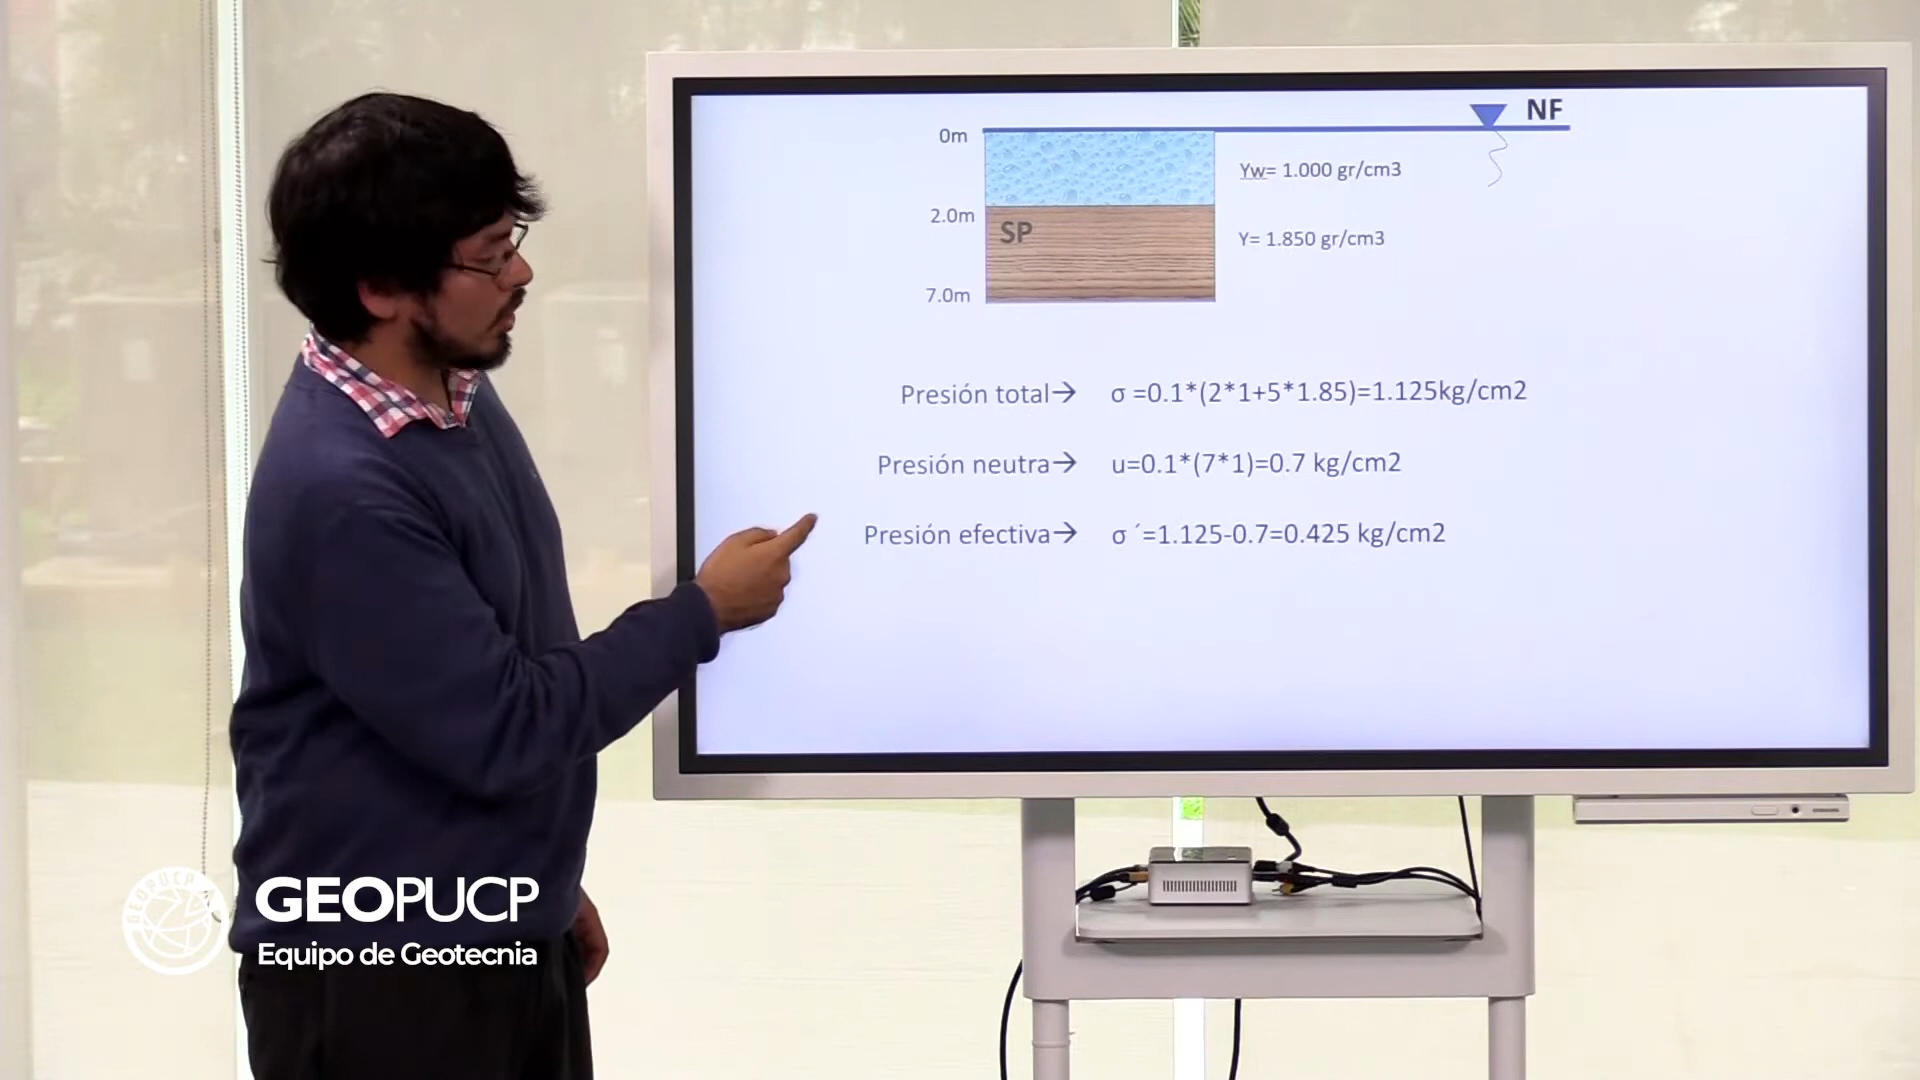 NF
0m
Yw= 1.000 gr/cm3
2.0m
SP
Y= 1.850 gr/cm3
7.0m
Presión total→ σ =0.1*(2*1+5*1.85)=1.125kg/cm2
Presión neutra→ u=0.1*(7*1)=0.7 kg/cm2
Presión efectiva→ σ ´=1.125-0.7=0.425 kg/cm2
GEOPUCP
GEOPUCP
Equipo de Geotecnia